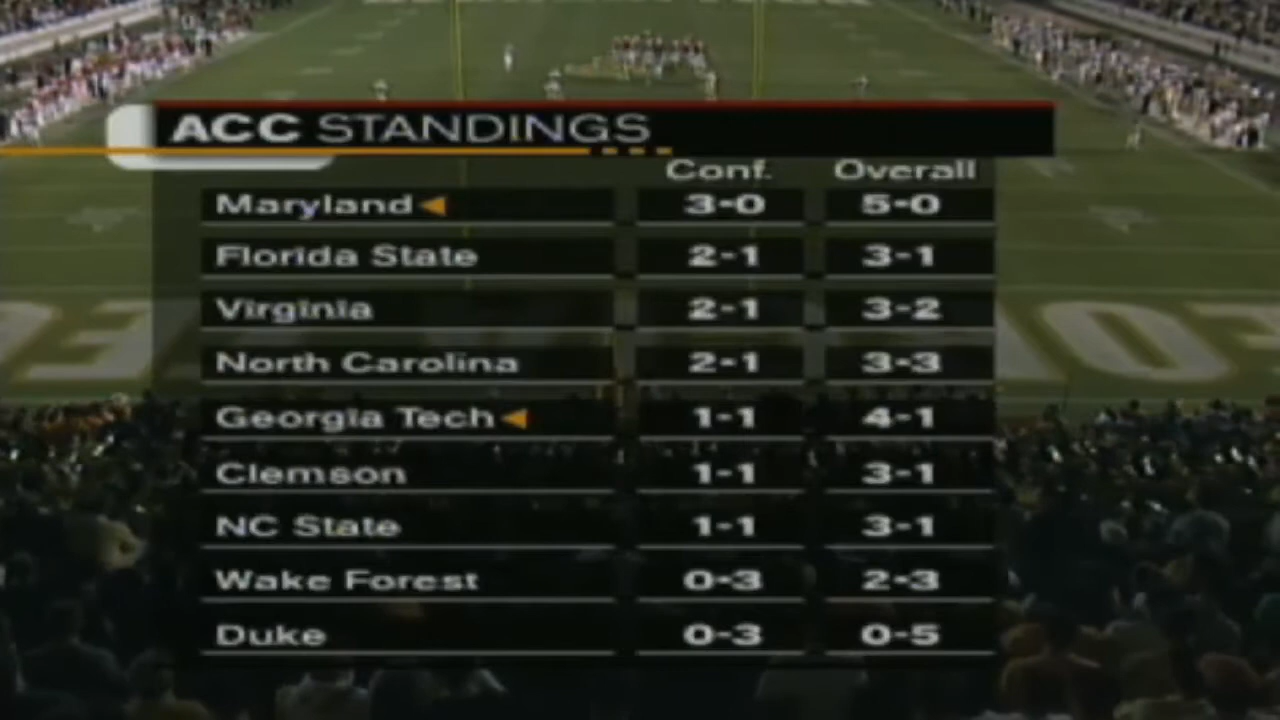 ACC STANDINGS
Conf. Overall
Maryland 3-0 5-0
Florida State 2-1 3-1
Virginia 2-1 3-2
North Carolina 2-1 3-3
Georgia Tech 1-1 4-1
Clemson 1-1 3-1
NC State 1-1 3-1
Wake Forest 0-3 2-3
Duke 0-3 0-5